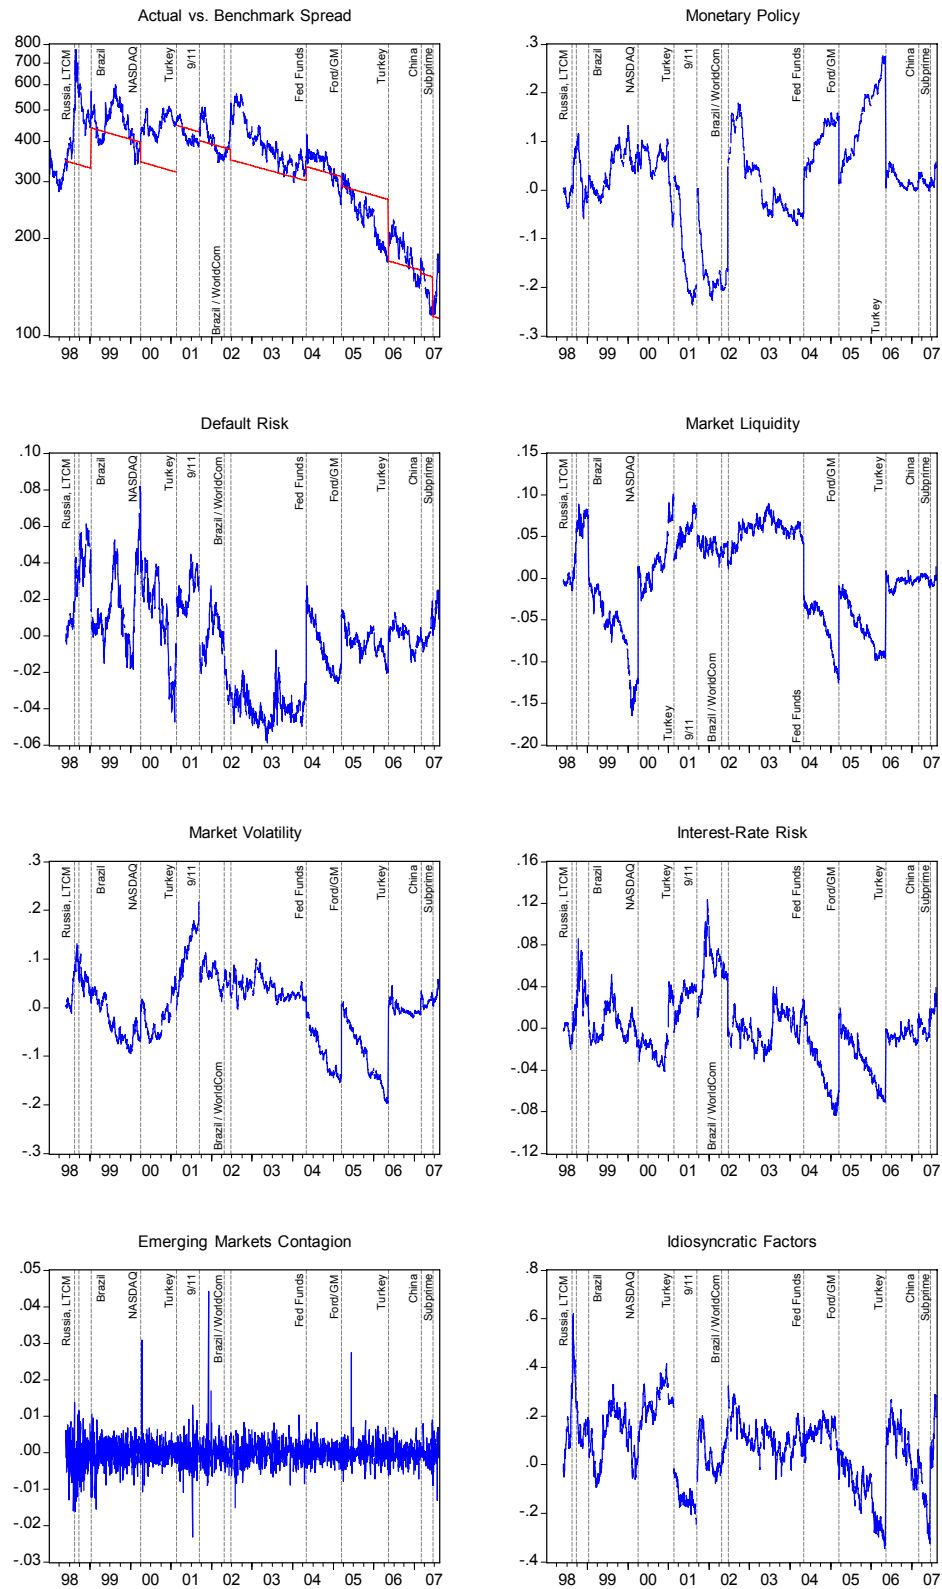 Actual vs. Benchmark Spread
800
700
600
500
400
300
200
100
Russia, LTCM
Brazil
NASDAQ
Turkey
9/11
Brazil / WorldCom
Fed Funds
Ford/GM
Turkey
China
Subprime
98 99 00 01 02 03 04 05 06 07
Monetary Policy
.3
.2
.1
.0
-.1
-.2
-.3
Russia, LTCM
Brazil
NASDAQ
Turkey
9/11
Brazil / WorldCom
Fed Funds
Ford/GM
Turkey
China
Subprime
98 99 00 01 02 03 04 05 06 07
Default Risk
.10
.08
.06
.04
.02
.00
-.02
-.04
-.06
Russia, LTCM
Brazil
NASDAQ
Turkey
9/11
Brazil / WorldCom
Fed Funds
Ford/GM
Turkey
China
Subprime
98 99 00 01 02 03 04 05 06 07
Market Liquidity
.15
.10
.05
.00
-.05
-.10
-.15
-.20
Russia, LTCM
Brazil
NASDAQ
Turkey
9/11
Brazil / WorldCom
Fed Funds
Ford/GM
Turkey
China
Subprime
98 99 00 01 02 03 04 05 06 07
Market Volatility
.3
.2
.1
.0
-.1
-.2
-.3
Russia, LTCM
Brazil
NASDAQ
Turkey
9/11
Brazil / WorldCom
Fed Funds
Ford/GM
Turkey
China
Subprime
98 99 00 01 02 03 04 05 06 07
Interest-Rate Risk
.16
.12
.08
.04
.00
-.04
-.08
-.12
Russia, LTCM
Brazil
NASDAQ
Turkey
9/11
Brazil / WorldCom
Fed Funds
Ford/GM
Turkey
China
Subprime
98 99 00 01 02 03 04 05 06 07
Emerging Markets Contagion
.05
.04
.03
.02
.01
.00
-.01
-.02
-.03
Russia, LTCM
Brazil
NASDAQ
Turkey
9/11
Brazil / WorldCom
Fed Funds
Ford/GM
Turkey
China
Subprime
98 99 00 01 02 03 04 05 06 07
Idiosyncratic Factors
.8
.6
.4
.2
.0
-.2
-.4
Russia, LTCM
Brazil
NASDAQ
Turkey
9/11
Brazil / WorldCom
Fed Funds
Ford/GM
Turkey
China
Subprime
98 99 00 01 02 03 04 05 06 07